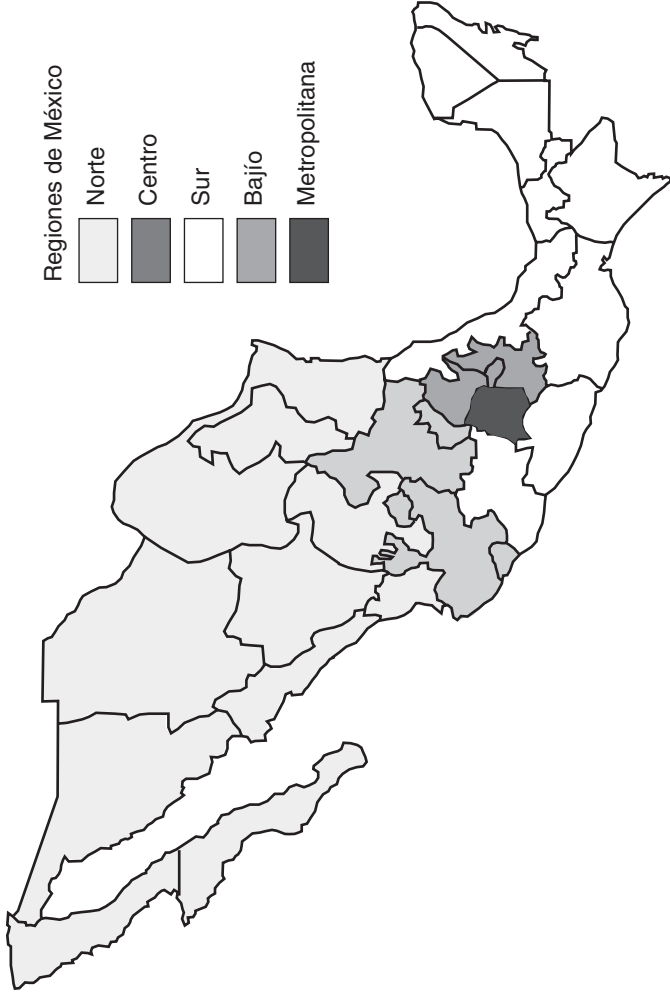 Regiones de México
Norte
Centro
Sur
Bajío
Metropolitana